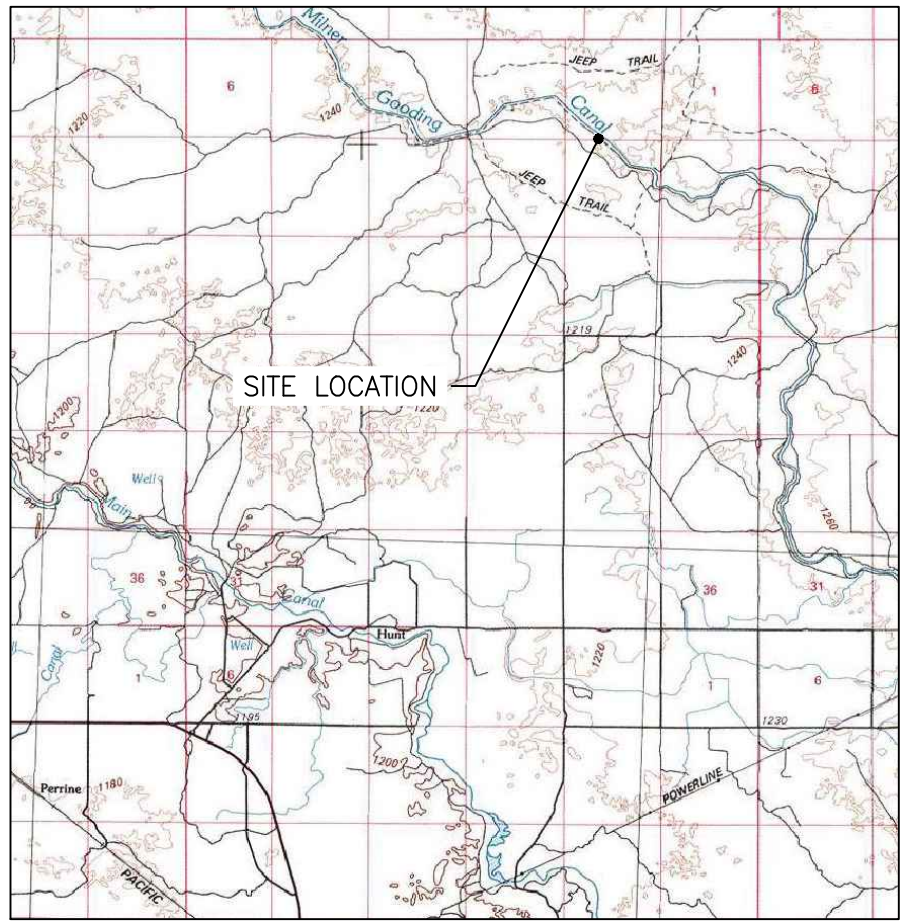 Milner
Gooding
Canal
JEEP TRAIL
1
6
1240
1220
1
6
JEEP
TRAIL
1219
1240
SITE LOCATION
1220
1200
Well
Main
1260
36
31
Canal
36
31
Hunt
Well
Canal
1
6
1220
1
6
1195
1230
1200
Perrine
1180
POWERLINE
PACIFIC